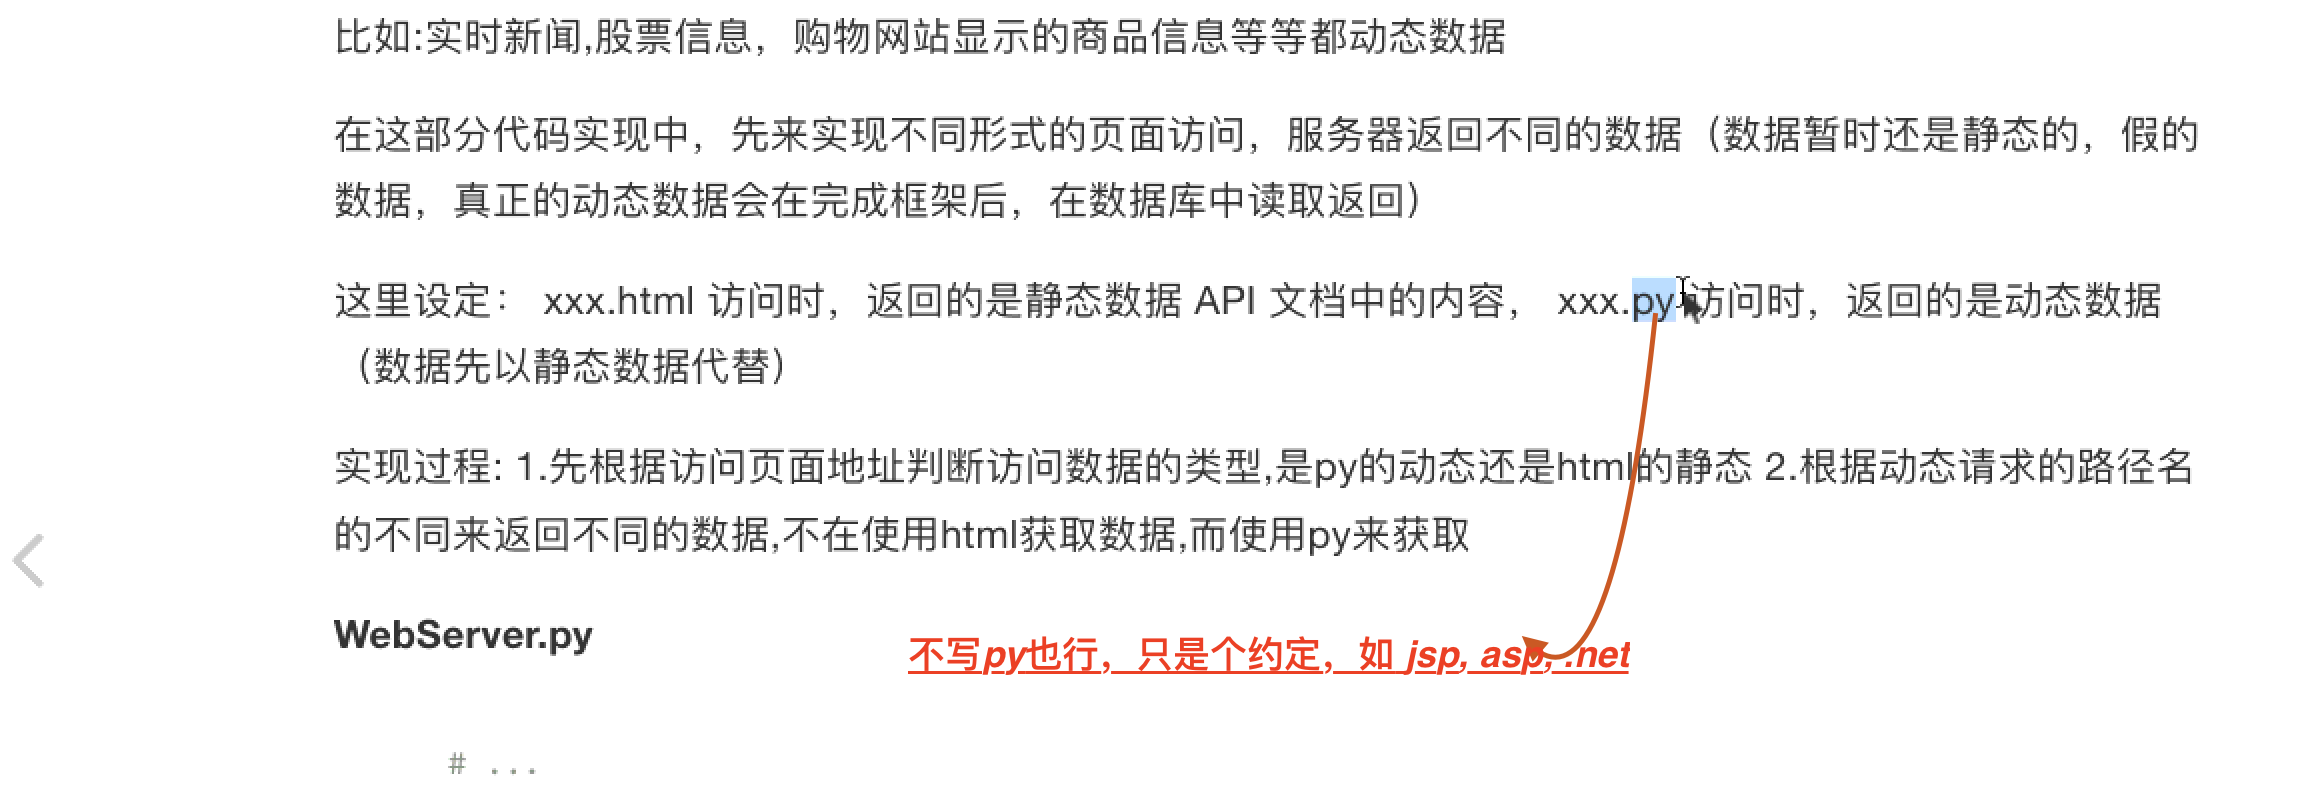 比如:实时新闻,股票信息，购物网站显示的商品信息等等都动态数据
在这部分代码实现中，先来实现不同形式的页面访问，服务器返回不同的数据（数据暂时还是静态的，假的
数据，真正的动态数据会在完成框架后，在数据库中读取返回）
这里设定： xxx.html 访问时，返回的是静态数据 API 文档中的内容， xxx.py 访问时，返回的是动态数据
（数据先以静态数据代替）
实现过程: 1.先根据访问页面地址判断访问数据的类型,是py的动态还是html的静态 2.根据动态请求的路径名
的不同来返回不同的数据,不在使用html获取数据,而使用py来获取
WebServer.py
不写py也行，只是个约定，如 jsp, asp, .net
# ...